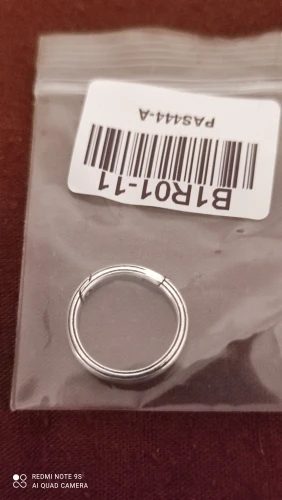 B1R01-11
PAS444-A
REDMI NOTE 9S
AI QUAD CAMERA